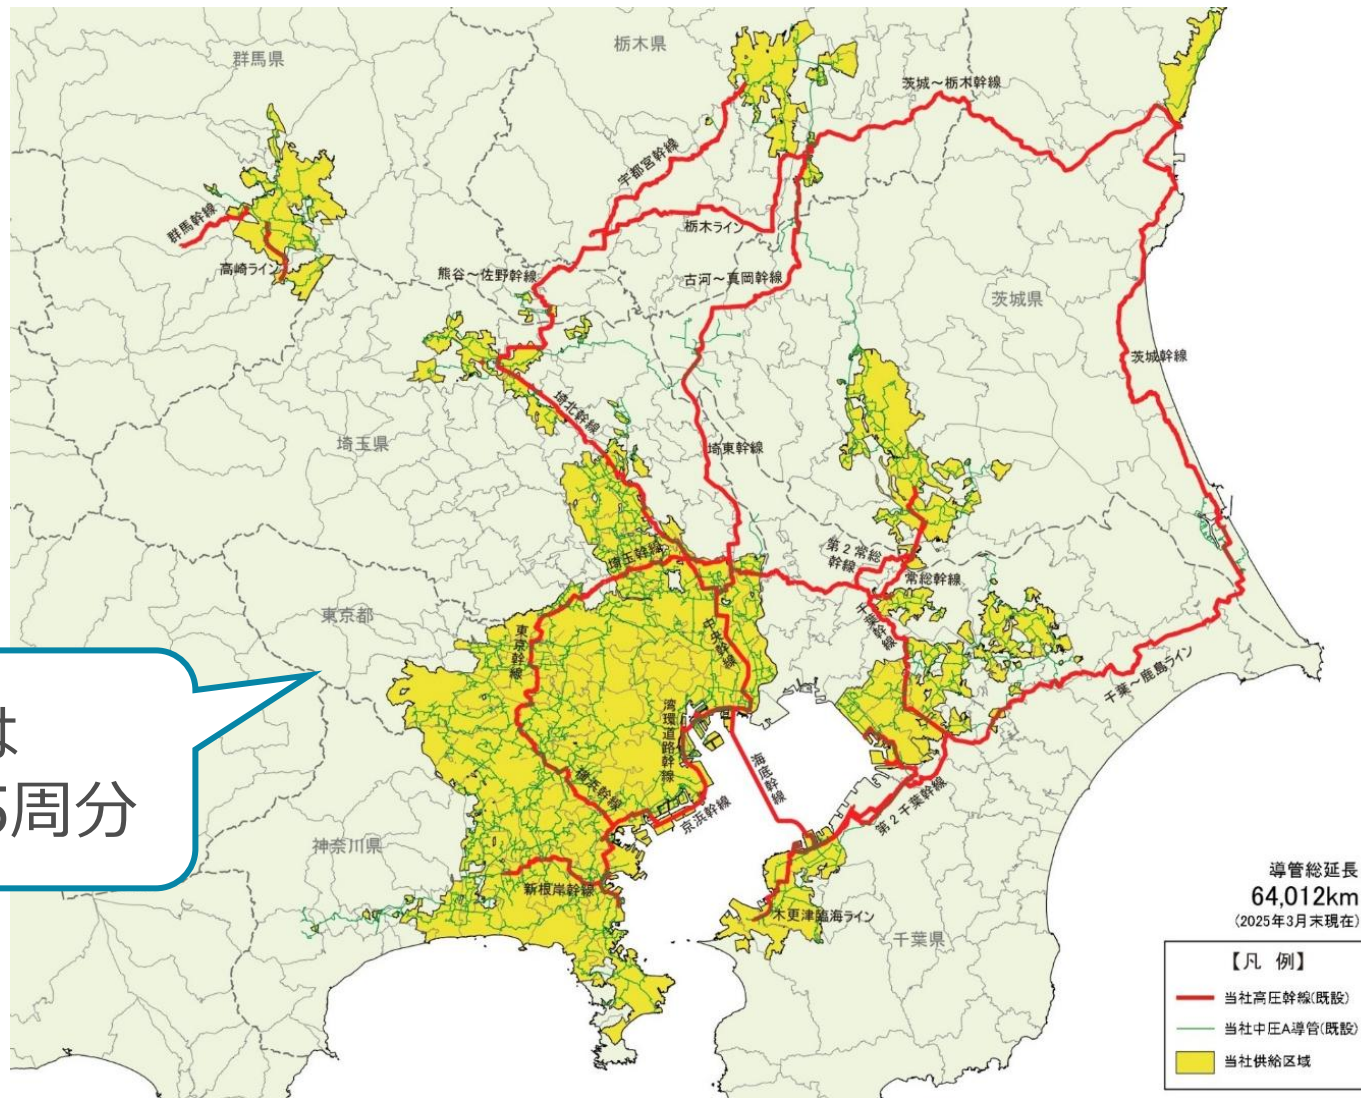 群馬県
栃木県
茨城～栃木幹線
宇都宮幹線
群馬幹線
高崎ライン
栃木ライン
熊谷～佐野幹線
古河～真岡幹線
茨城県
茨城幹線
埼北幹線
埼玉県
埼東幹線
第2常総
幹線
常総幹線
埼玉幹線
東京都
東京幹線
中央幹線
千葉幹線
千葉～鹿島ライン
は
5周分
湾環道路幹線
海底幹線
横浜幹線
京浜幹線
第2千葉幹線
神奈川県
新根岸幹線
木更津臨海ライン
千葉県
導管総延長
64,012km
(2025年3月末現在)
【凡 例】
当社高圧幹線(既設)
当社中圧A導管(既設)
当社供給区域